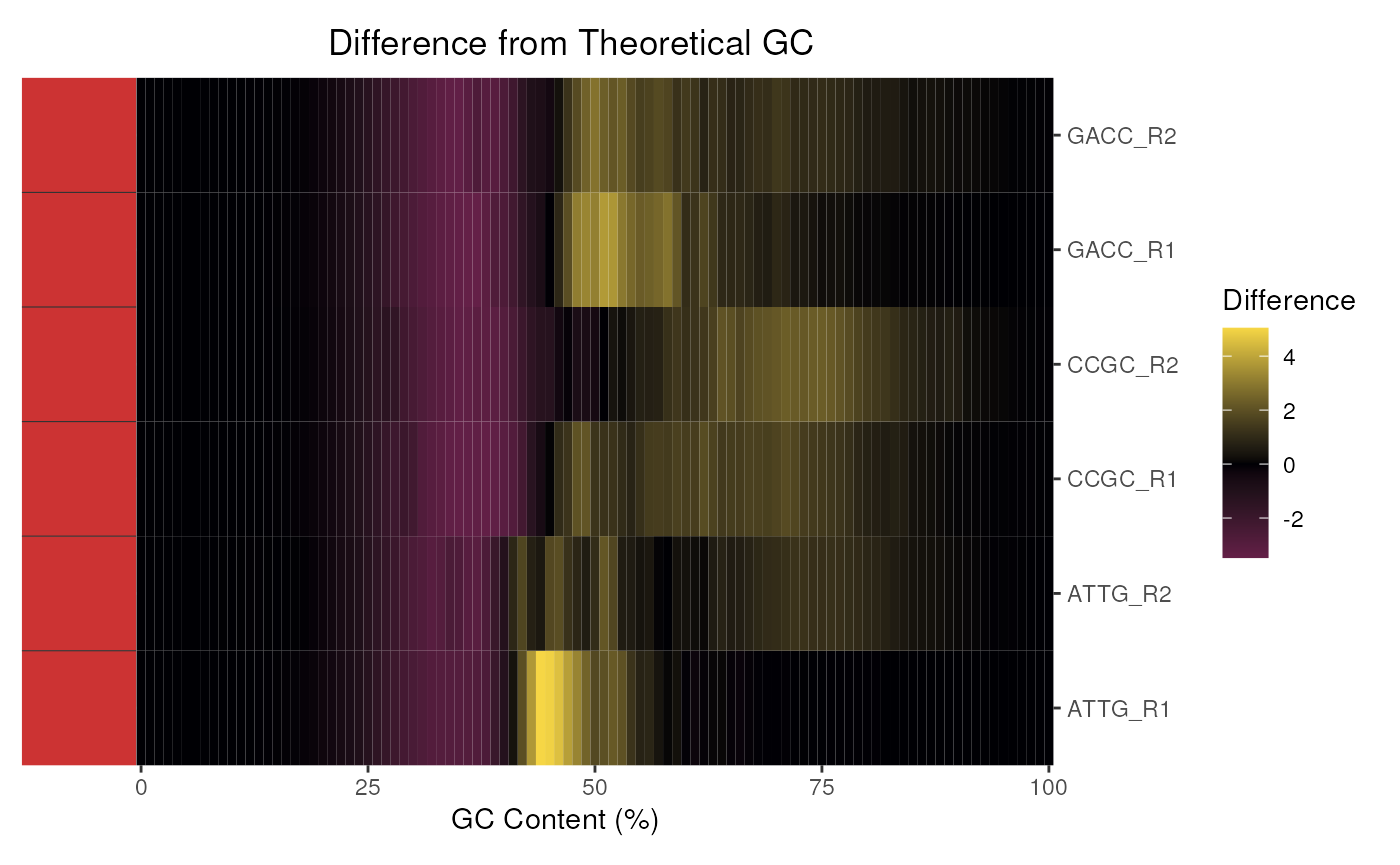 Difference from Theoretical GC
GACC_R2
GACC_R1
CCGC_R2
CCGC_R1
ATTG_R2
ATTG_R1
0
25
50
75
100
GC Content (%)
Difference
4
2
0
-2